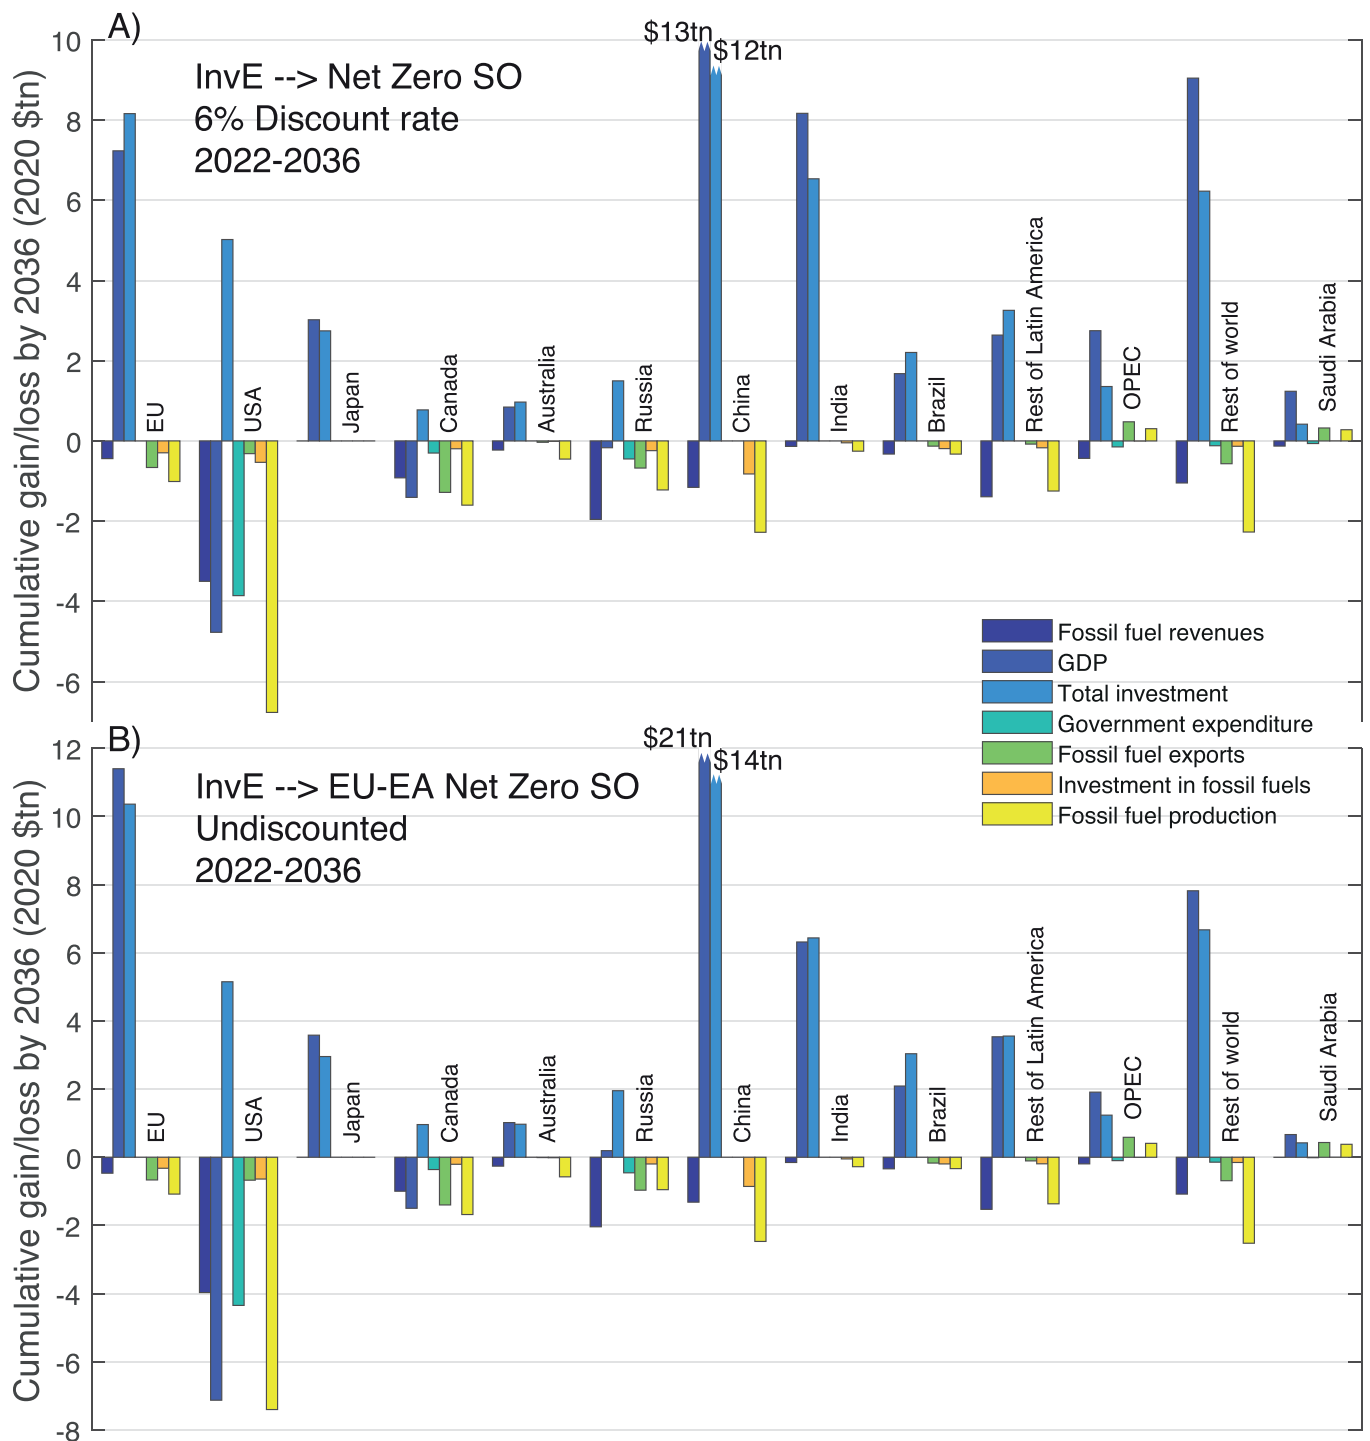 A)
$13tn
$12tn
InvE --> Net Zero SO
6% Discount rate
2022-2036
Cumulative gain/loss by 2036 (2020 $tn)
10
8
6
4
2
0
-2
-4
-6
EU
USA
Japan
Canada
Australia
Russia
China
India
Brazil
Rest of Latin America
OPEC
Rest of world
Saudi Arabia
Fossil fuel revenues
GDP
Total investment
Government expenditure
Fossil fuel exports
Investment in fossil fuels
Fossil fuel production
B)
$21tn
$14tn
InvE --> EU-EA Net Zero SO
Undiscounted
2022-2036
Cumulative gain/loss by 2036 (2020 $tn)
12
10
8
6
4
2
0
-2
-4
-6
-8
EU
USA
Japan
Canada
Australia
Russia
China
India
Brazil
Rest of Latin America
OPEC
Rest of world
Saudi Arabia